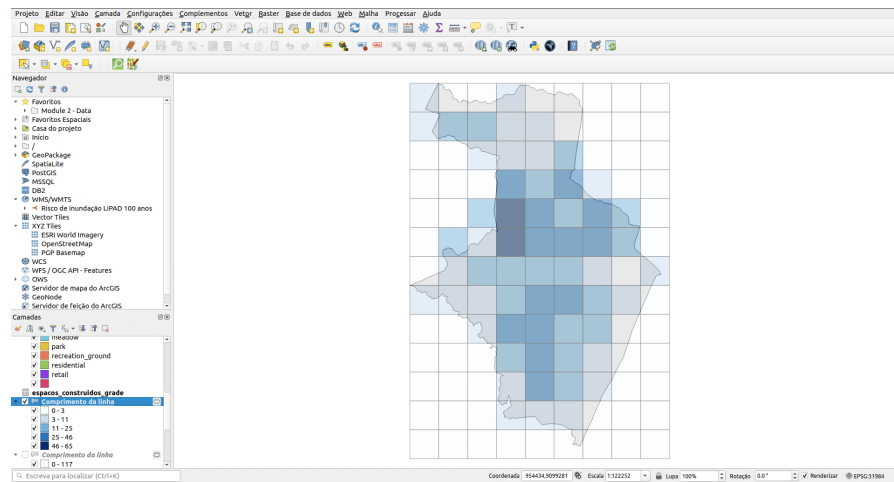 Projeto Editar Visão Camada Configurações Complementos Vetor Raster Base de dados Web Malha Processar Ajuda
Navegador
Favoritos
Module 2 - Data
Favoritos Espaciais
Casa do projeto
Início
/
GeoPackage
SpatiaLite
PostGIS
MSSQL
DB2
WMS/WMTS
Risco de inundação LiPAD 100 anos
Vector Tiles
XYZ Tiles
ESRI World Imagery
OpenStreetMap
PGP Basemap
WCS
WFS / OGC API - Features
OWS
Servidor de mapa do ArcGIS
GeoNode
Servidor de feição do ArcGIS
Camadas
meadow
park
recreation_ground
residential
retail
espacos_construidos_grade
Comprimento da linha
0 - 3
3 - 11
11 - 25
25 - 46
46 - 65
Comprimento da linha
0 - 117
Escreva para localizar (Ctrl+K) Coordenada 954434,9099281 Escala 1:122252 Lupa 100% Rotação 0.0° Renderizar EPSG:31984